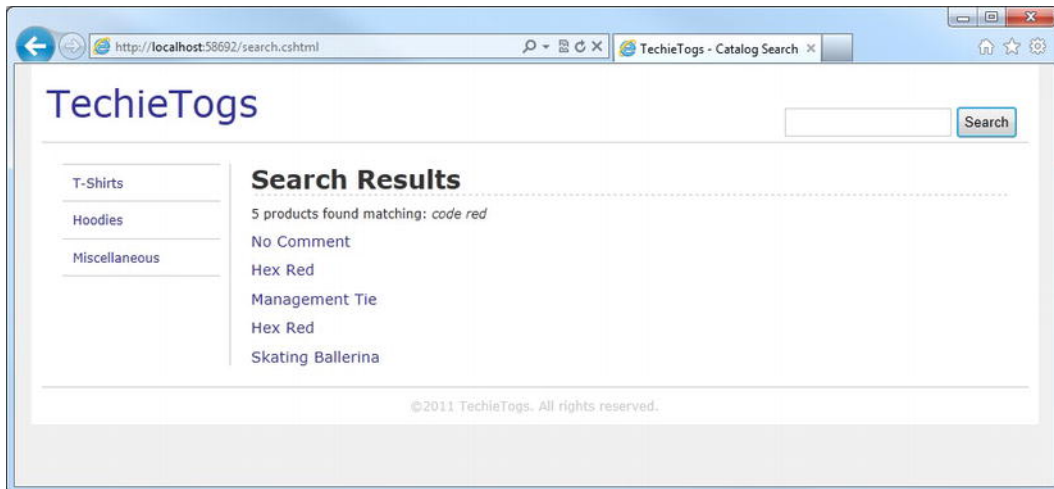 http://localhost:58692/search.cshtml
TechieTogs - Catalog Search
TechieTogs
Search
T-Shirts
Hoodies
Miscellaneous
Search Results
5 products found matching: code red
No Comment
Hex Red
Management Tie
Hex Red
Skating Ballerina
©2011 TechieTogs. All rights reserved.